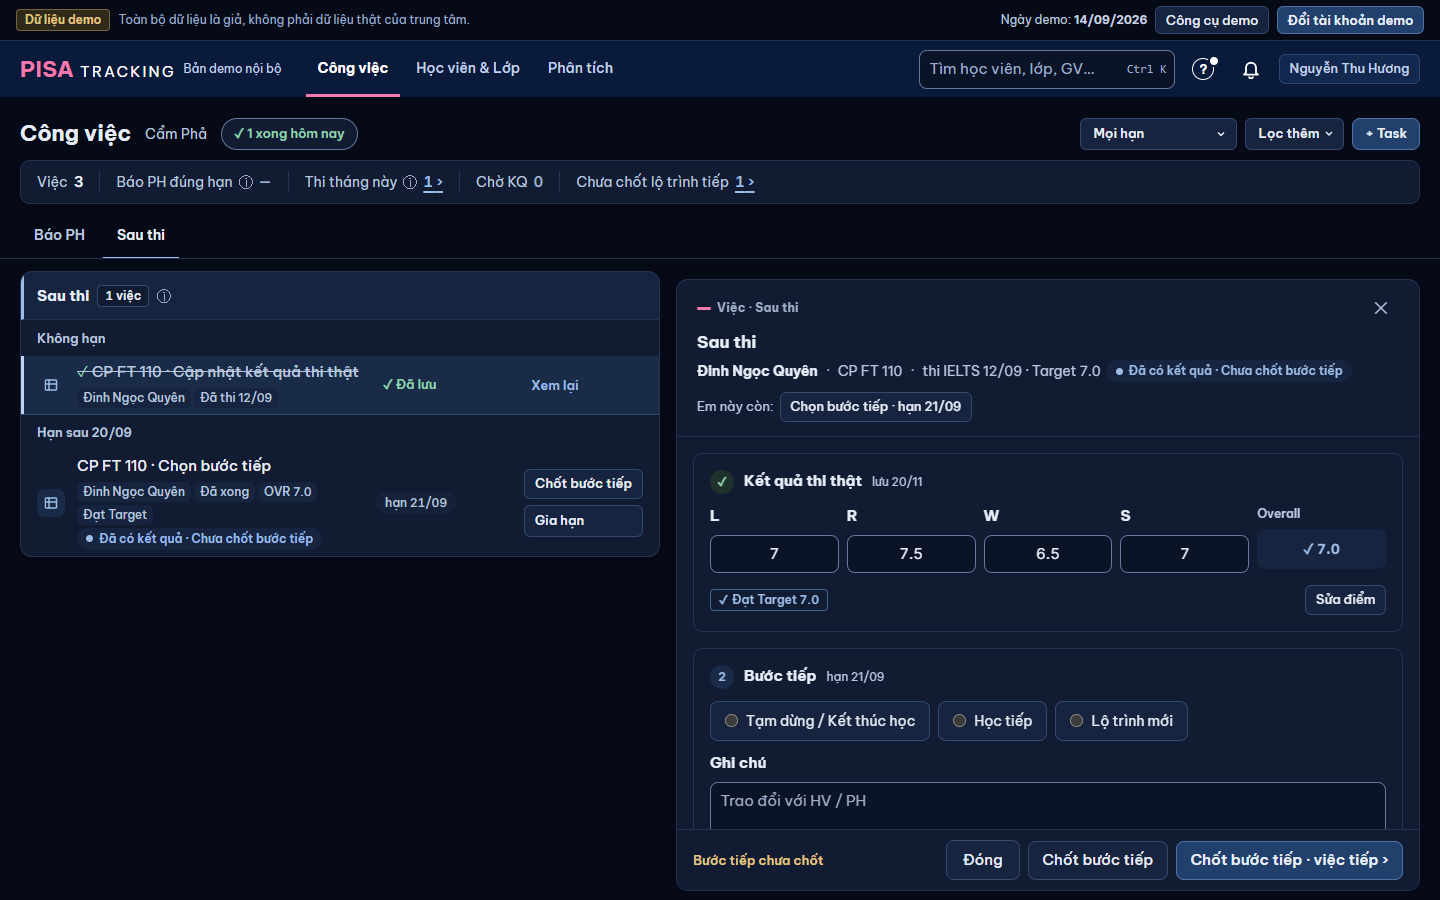 Dữ liệu demo Toàn bộ dữ liệu là giả, không phải dữ liệu thật của trung tâm. Ngày demo: 14/09/2026 Công cụ demo Đổi tài khoản demo
PISA TRACKING Bản demo nội bộ Công việc Học viên & Lớp Phân tích Tìm học viên, lớp, GV... Ctrl K ? Nguyễn Thu Hương
Công việc Cẩm Phả ✓ 1 xong hôm nay Mọi hạn Lọc thêm + Task
Việc 3 Báo PH đúng hạn ⓘ — Thi tháng này ⓘ 1 › Chờ KQ 0 Chưa chốt lộ trình tiếp 1 ›
Báo PH Sau thi
Sau thi 1 việc ⓘ
Không hạn
✓ CP FT 110 · Cập nhật kết quả thi thật
Đinh Ngọc Quyên Đã thi 12/09
✓ Đã lưu
Xem lại
Hạn sau 20/09
CP FT 110 · Chọn bước tiếp
Đinh Ngọc Quyên Đã xong OVR 7.0
Đạt Target
Đã có kết quả · Chưa chốt bước tiếp
hạn 21/09
Chốt bước tiếp
Gia hạn
Việc · Sau thi
Sau thi
Đinh Ngọc Quyên · CP FT 110 · thi IELTS 12/09 · Target 7.0 Đã có kết quả · Chưa chốt bước tiếp
Em này còn: Chọn bước tiếp · hạn 21/09
✓ Kết quả thi thật lưu 20/11
L R W S Overall
7 7.5 6.5 7 ✓ 7.0
✓ Đạt Target 7.0 Sửa điểm
2 Bước tiếp hạn 21/09
Tạm dừng / Kết thúc học Học tiếp Lộ trình mới
Ghi chú
Trao đổi với HV / PH
Bước tiếp chưa chốt Đóng Chốt bước tiếp Chốt bước tiếp · việc tiếp ›